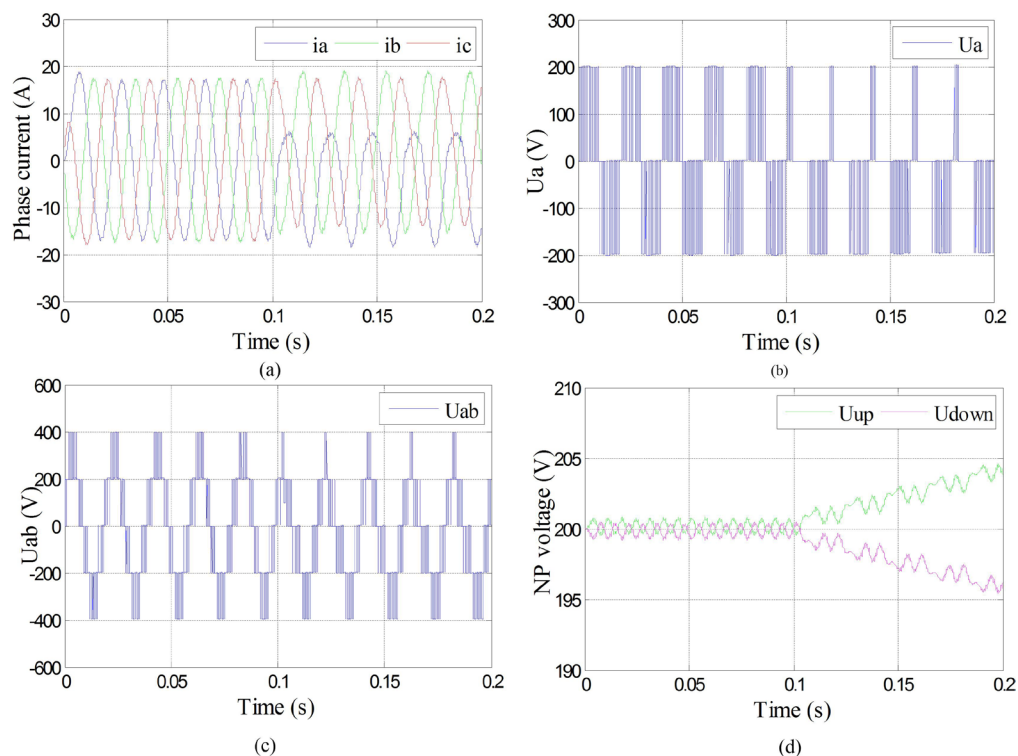 30
20
10
0
-10
-20
-30
Phase current (A)
ia ib ic
0 0.05 0.1 0.15 0.2
Time (s)
(a)
300
200
100
0
-100
-200
-300
Ua (V)
Ua
0 0.05 0.1 0.15 0.2
Time (s)
(b)
600
400
200
0
-200
-400
-600
Uab (V)
Uab
0 0.05 0.1 0.15 0.2
Time (s)
(c)
210
205
200
195
190
NP voltage (V)
Uup Udown
0 0.05 0.1 0.15 0.2
Time (s)
(d)